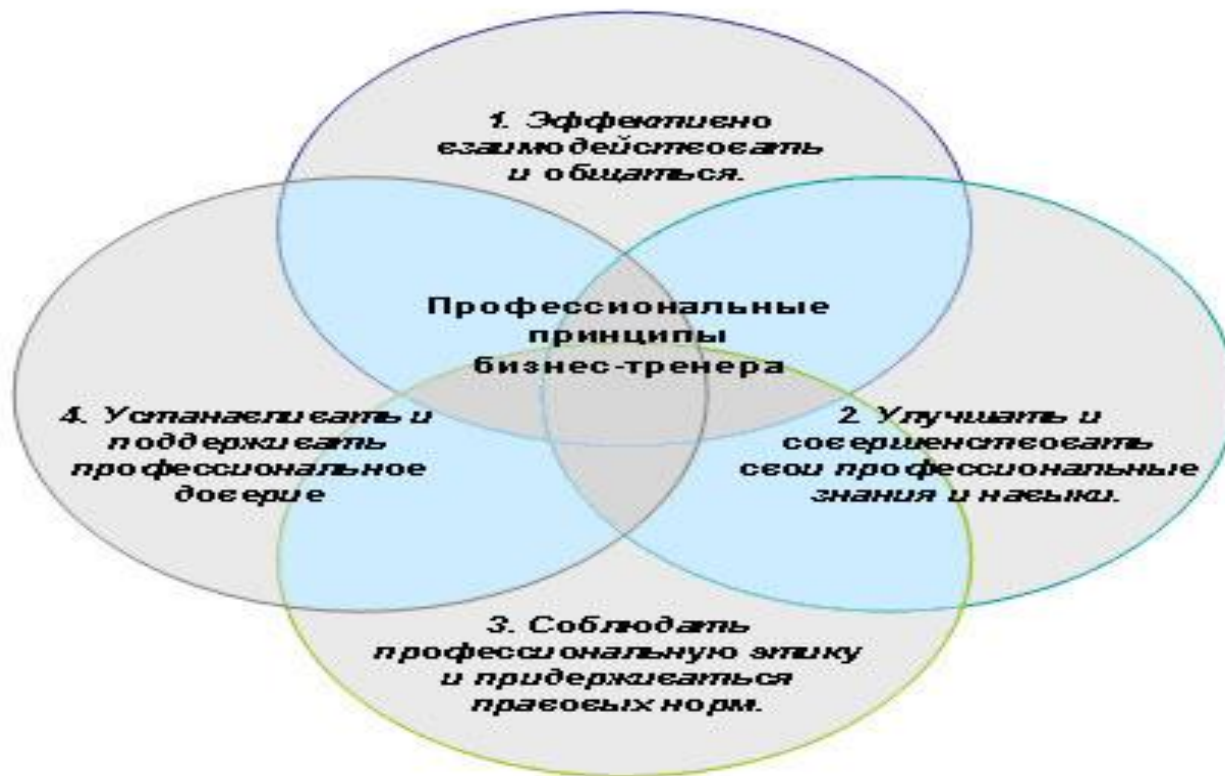 1. Эффективно
взаимодействовать
и общаться.
Профессиональные
принципы
бизнес-тренера
2. Улучшать и
совершенствовать
свои профессиональные
знания и навыки.
3. Соблюдать
профессиональную этику
и придерживаться
правовых норм.
4. Устанавливать и
поддерживать
профессиональное
доверие